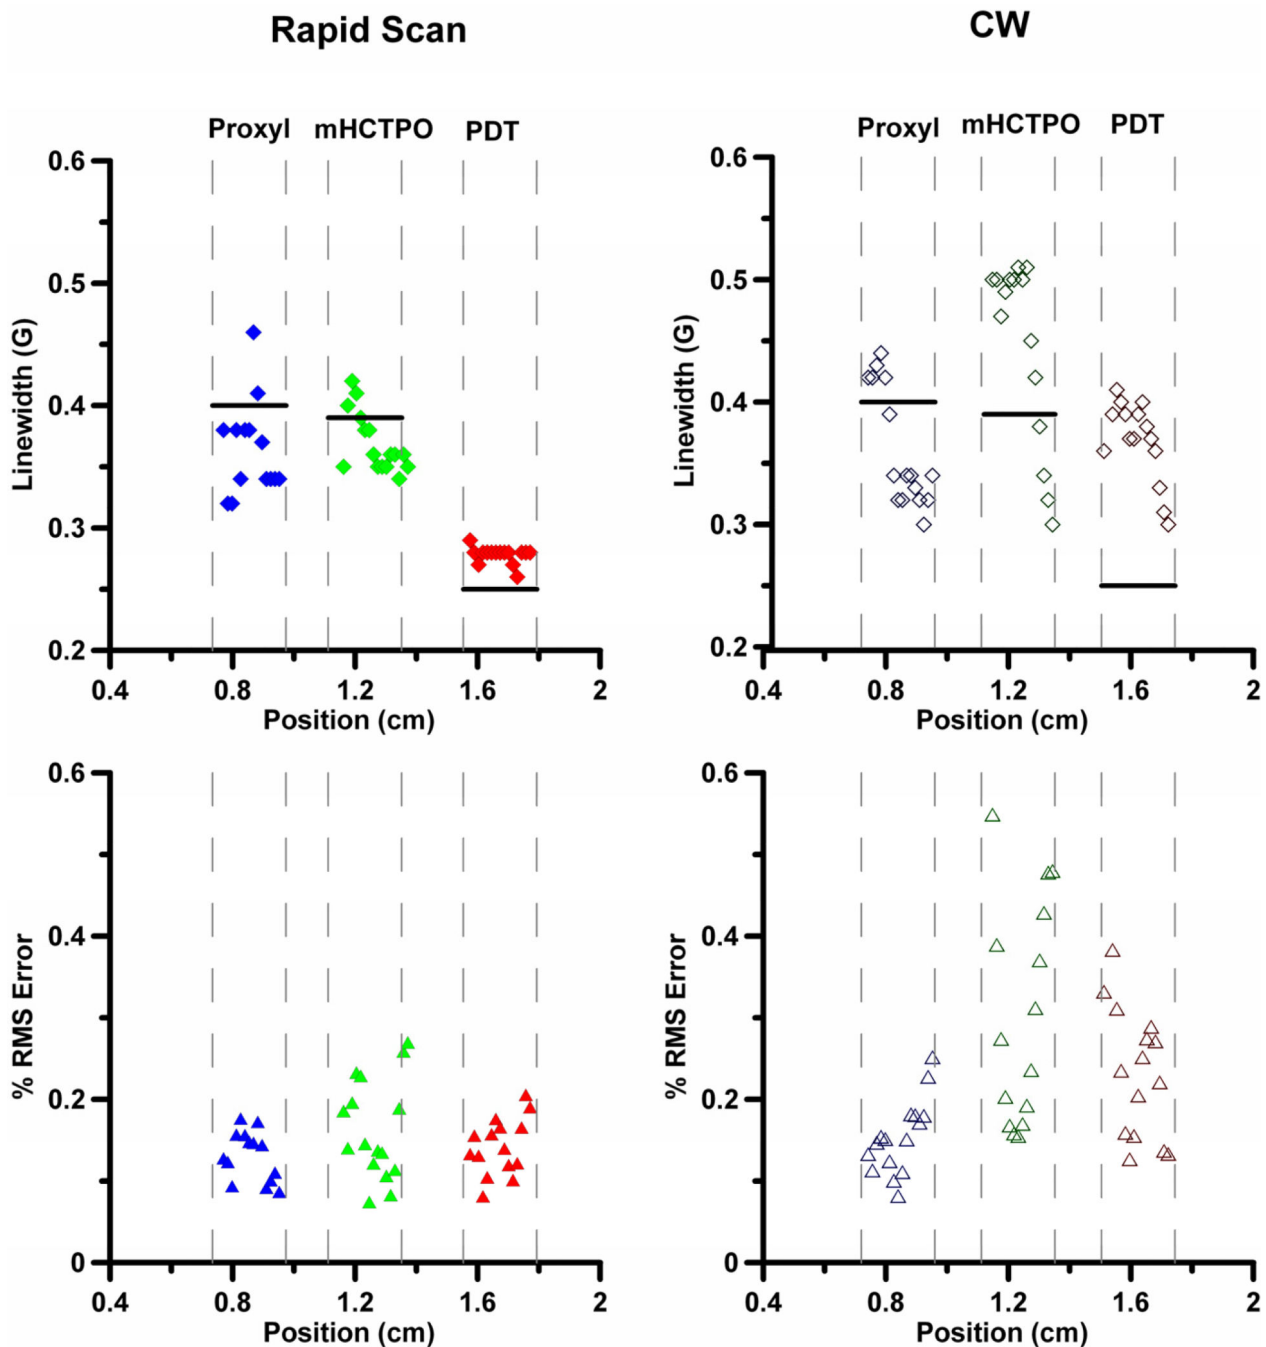 Rapid Scan
CW
Proxyl mHCTPO PDT
Proxyl mHCTPO PDT
Linewidth (G)
0.6
0.5
0.4
0.3
0.2
0.4 0.8 1.2 1.6 2
Position (cm)
Linewidth (G)
0.6
0.5
0.4
0.3
0.2
0.4 0.8 1.2 1.6 2
Position (cm)
% RMS Error
0.6
0.4
0.2
0
0.4 0.8 1.2 1.6 2
Position (cm)
% RMS Error
0.6
0.4
0.2
0
0.4 0.8 1.2 1.6 2
Position (cm)